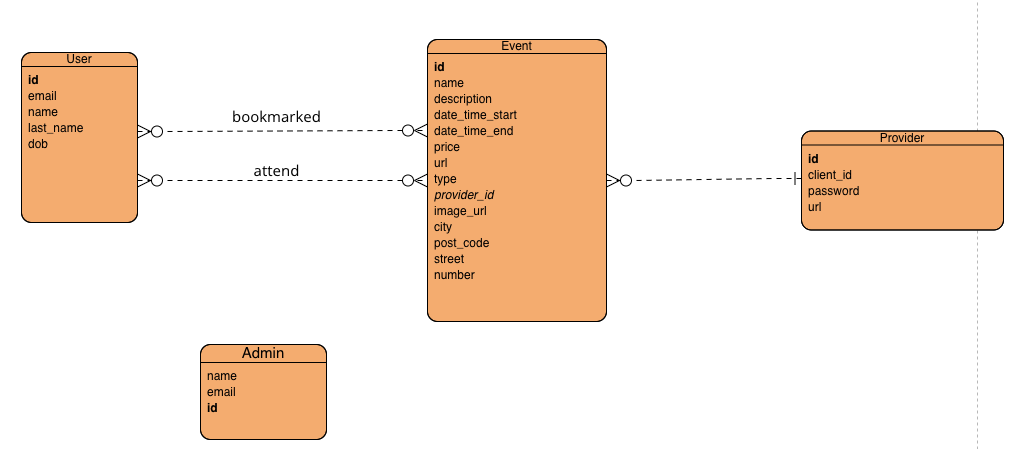 User
id
email
name
last_name
dob
bookmarked
attend
Event
id
name
description
date_time_start
date_time_end
price
url
type
provider_id
image_url
city
post_code
street
number
Provider
id
client_id
password
url
Admin
name
email
id